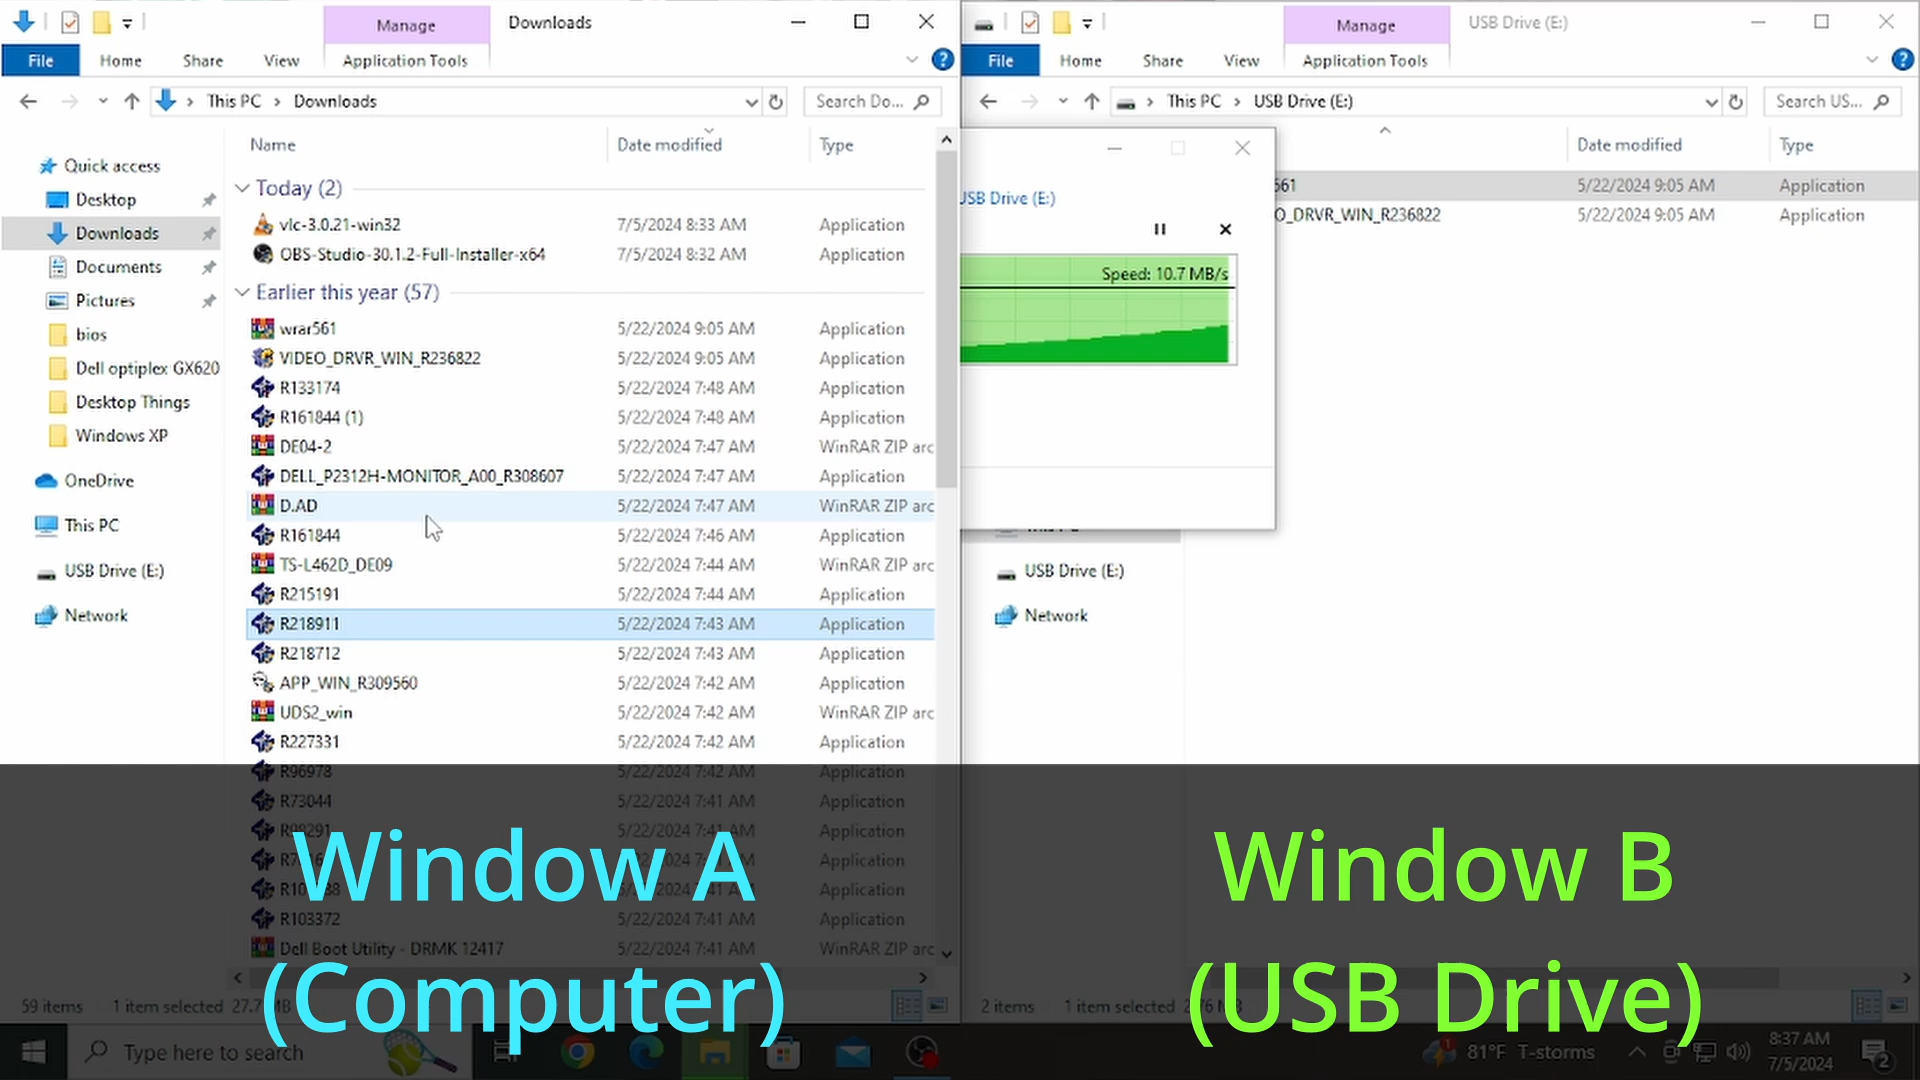 Manage
Downloads
File
Home
Share
View
Application Tools
This PC
Downloads
Search Do...
Name
Date modified
Type
Quick access
Desktop
Downloads
Documents
Pictures
bios
Dell optiplex GX620
Desktop Things
Windows XP
OneDrive
This PC
USB Drive (E:)
Network
Today (2)
vlc-3.0.21-win32 7/5/2024 8:33 AM Application
OBS-Studio-30.1.2-Full-Installer-x64 7/5/2024 8:32 AM Application
Earlier this year (57)
wrar561 5/22/2024 9:05 AM Application
VIDEO_DRVR_WIN_R236822 5/22/2024 9:05 AM Application
R133174 5/22/2024 7:48 AM Application
R161844 (1) 5/22/2024 7:48 AM Application
DE04-2 5/22/2024 7:47 AM WinRAR ZIP arc
DELL_P2312H-MONITOR_A00_R308607 5/22/2024 7:47 AM Application
D.AD 5/22/2024 7:47 AM WinRAR ZIP arc
R161844 5/22/2024 7:46 AM Application
TS-L462D_DE09 5/22/2024 7:44 AM WinRAR ZIP arc
R215191 5/22/2024 7:44 AM Application
R218911 5/22/2024 7:43 AM Application
R218712 5/22/2024 7:43 AM Application
APP_WIN_R309560 5/22/2024 7:42 AM Application
UDS2_win 5/22/2024 7:42 AM WinRAR ZIP arc
R227331 5/22/2024 7:42 AM Application
R96978 5/22/2024 7:42 AM Application
R73044 5/22/2024 7:41 AM Application
5/22/2024 7:41 AM Application
Application
Application
R103372 5/22/2024 7:41 AM Application
Dell Boot Utility - DRMK 12417 5/22/2024 7:41 AM WinRAR ZIP arc
59 items 1 item selected
Manage
USB Drive (E:)
File
Home
Share
View
Application Tools
This PC
USB Drive (E:)
Search US...
Date modified
Type
561 5/22/2024 9:05 AM Application
O_DRVR_WIN_R236822 5/22/2024 9:05 AM Application
USB Drive (E:)
Speed: 10.7 MB/s
USB Drive (E:)
Network
2 items 1 item selected
Window A
(Computer)
Window B
(USB Drive)
Type here to search
1
81°F T-storms
8:37 AM
7/5/2024
2